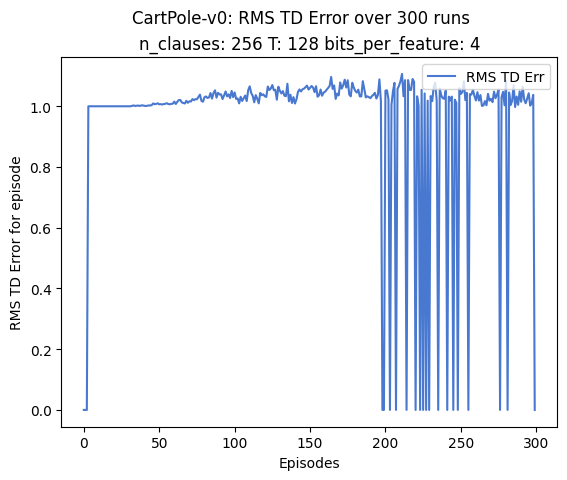 CartPole-v0: RMS TD Error over 300 runs
n_clauses: 256 T: 128 bits_per_feature: 4
RMS TD Err
RMS TD Error for episode
1.0
0.8
0.6
0.4
0.2
0.0
0 50 100 150 200 250 300
Episodes